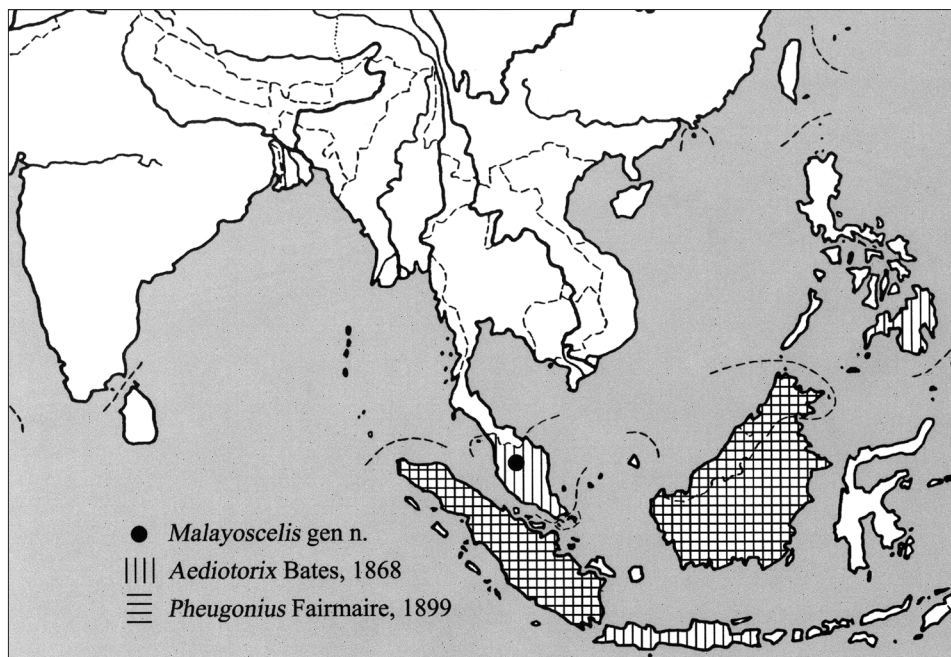 Malayoscelis gen n.
Aediotorix Bates, 1868
Pheugonius Fairmaire, 1899